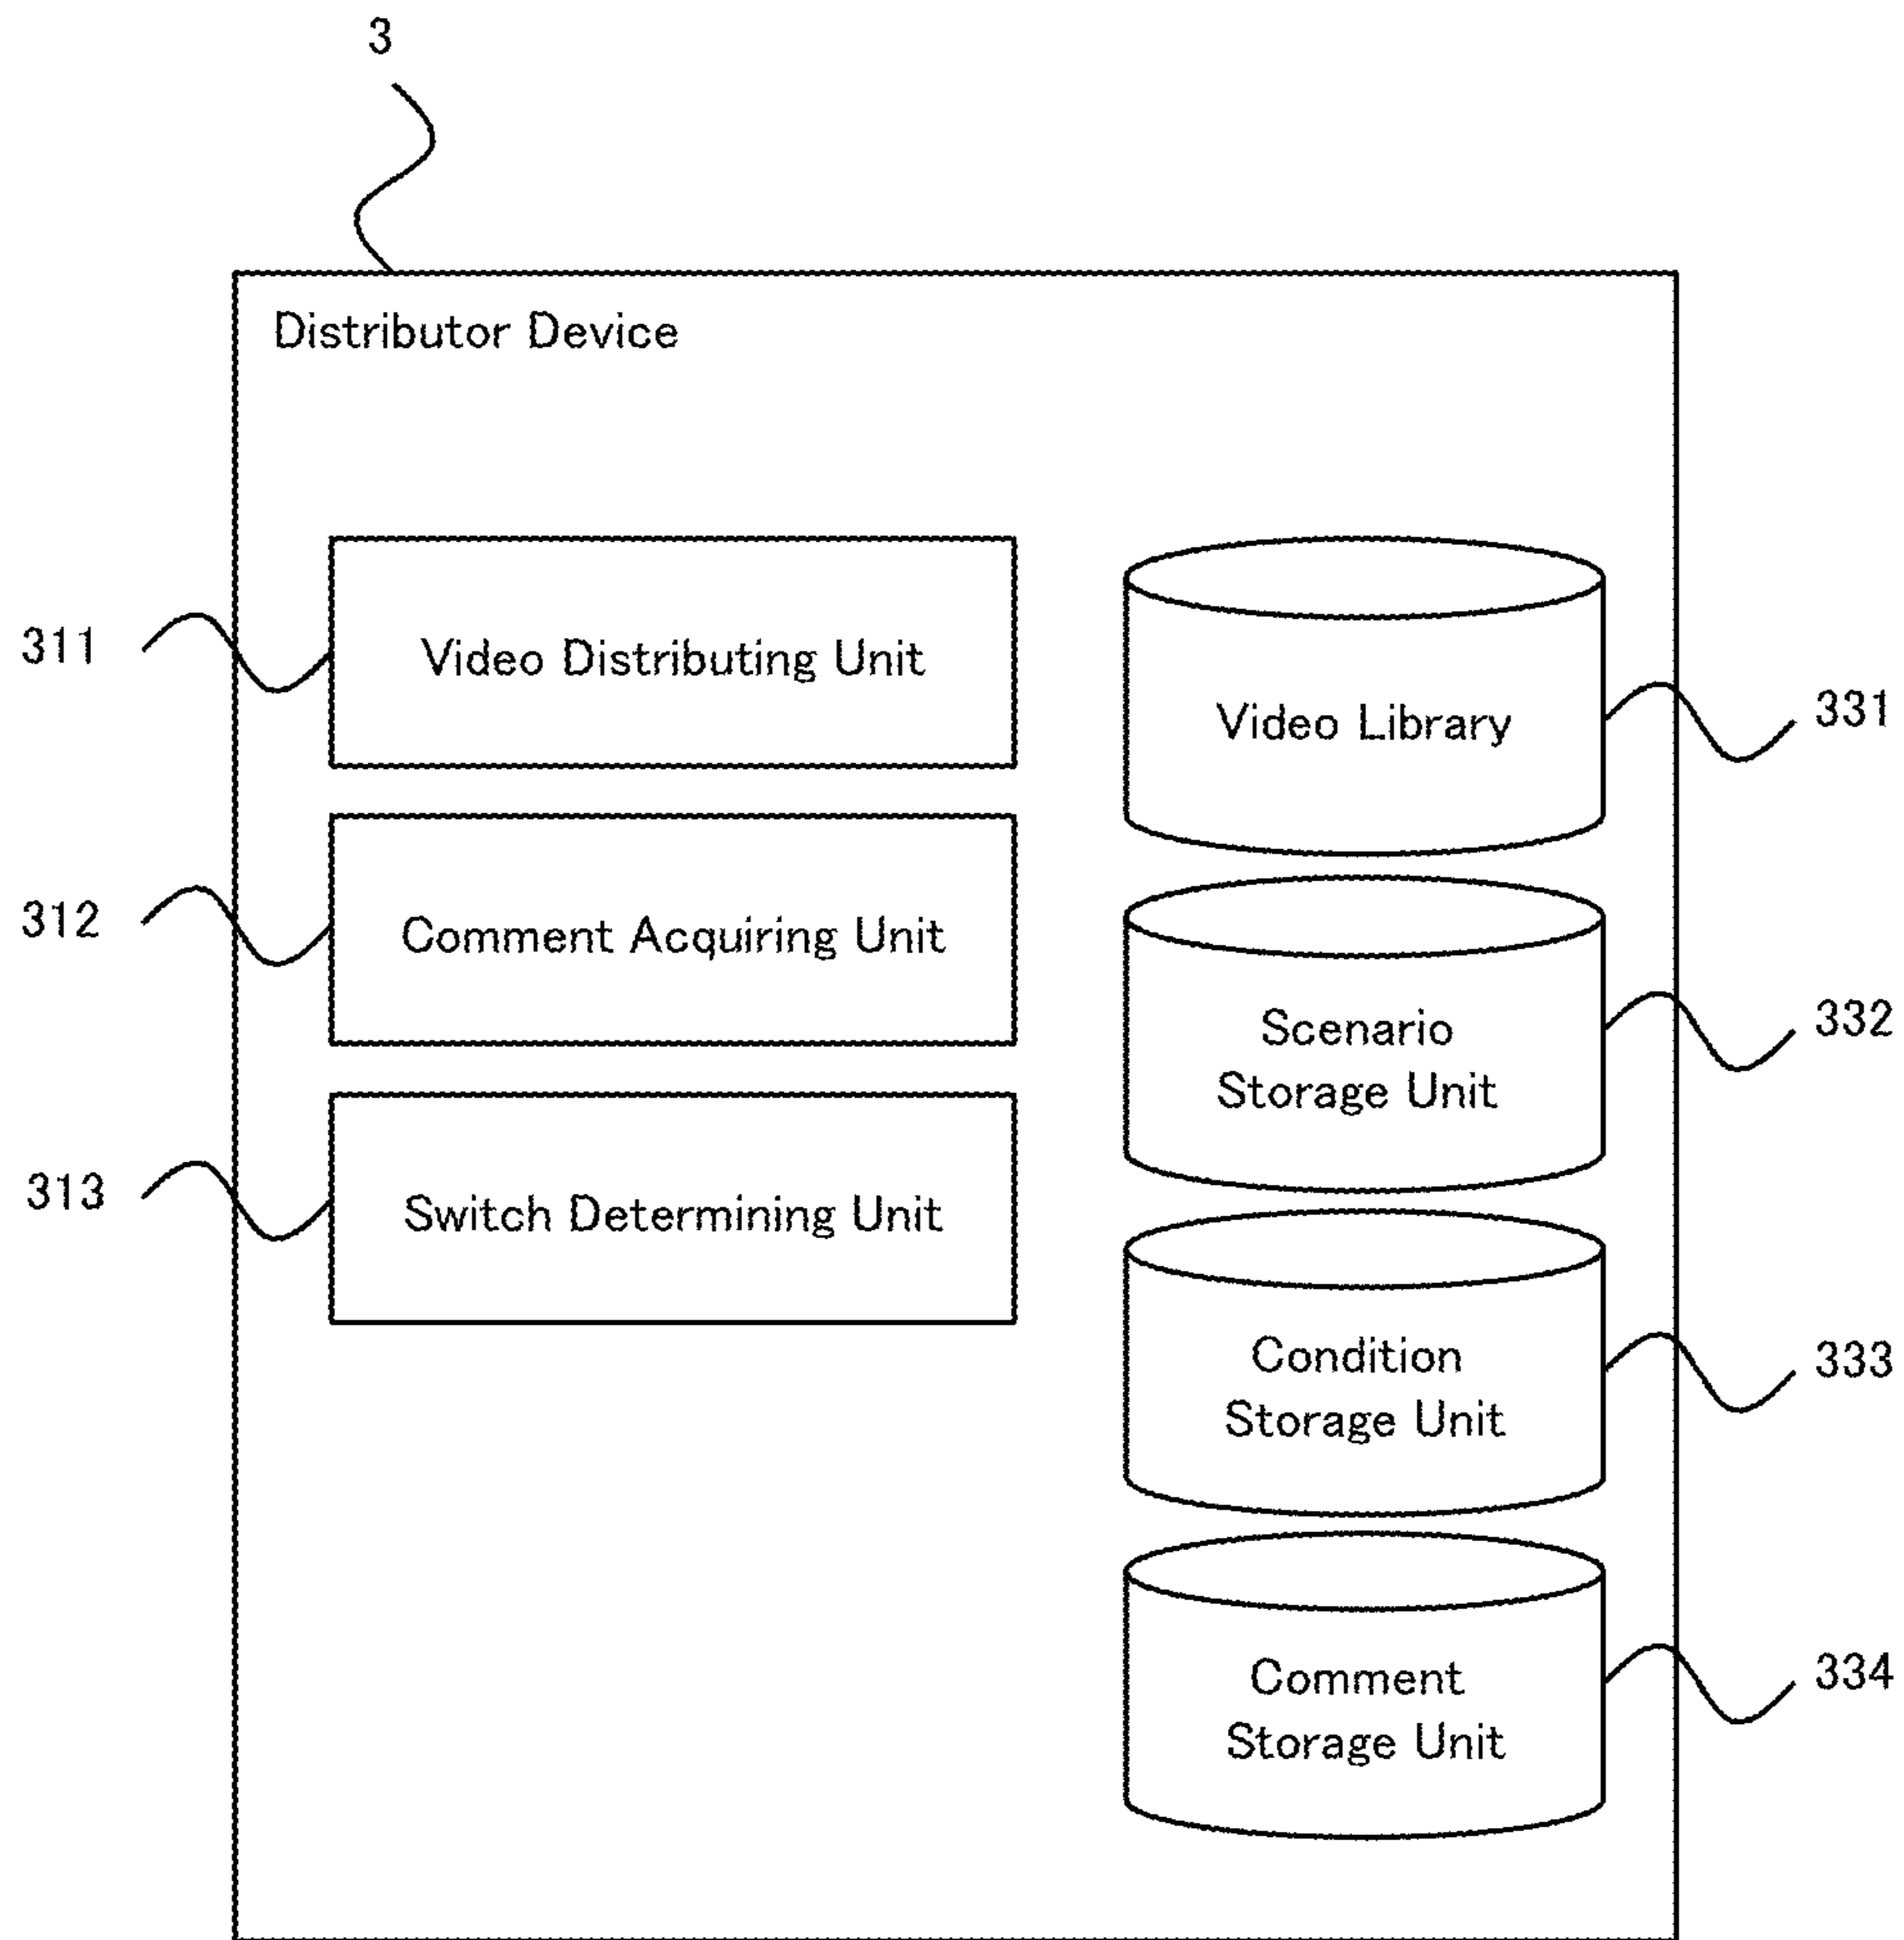 3
Distributor Device
311
Video Distributing Unit
Video Library
331
312
Comment Acquiring Unit
Scenario
Storage Unit
332
313
Switch Determining Unit
Condition
Storage Unit
333
Comment
Storage Unit
334